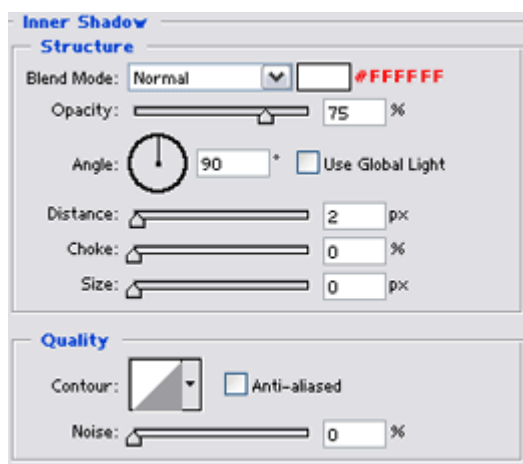 Inner Shadow
Structure
Blend Mode: Normal #FFFFFF
Opacity: 75 %
Angle: 90 ° Use Global Light
Distance: 2 px
Choke: 0 %
Size: 0 px
Quality
Contour: Anti-aliased
Noise: 0 %